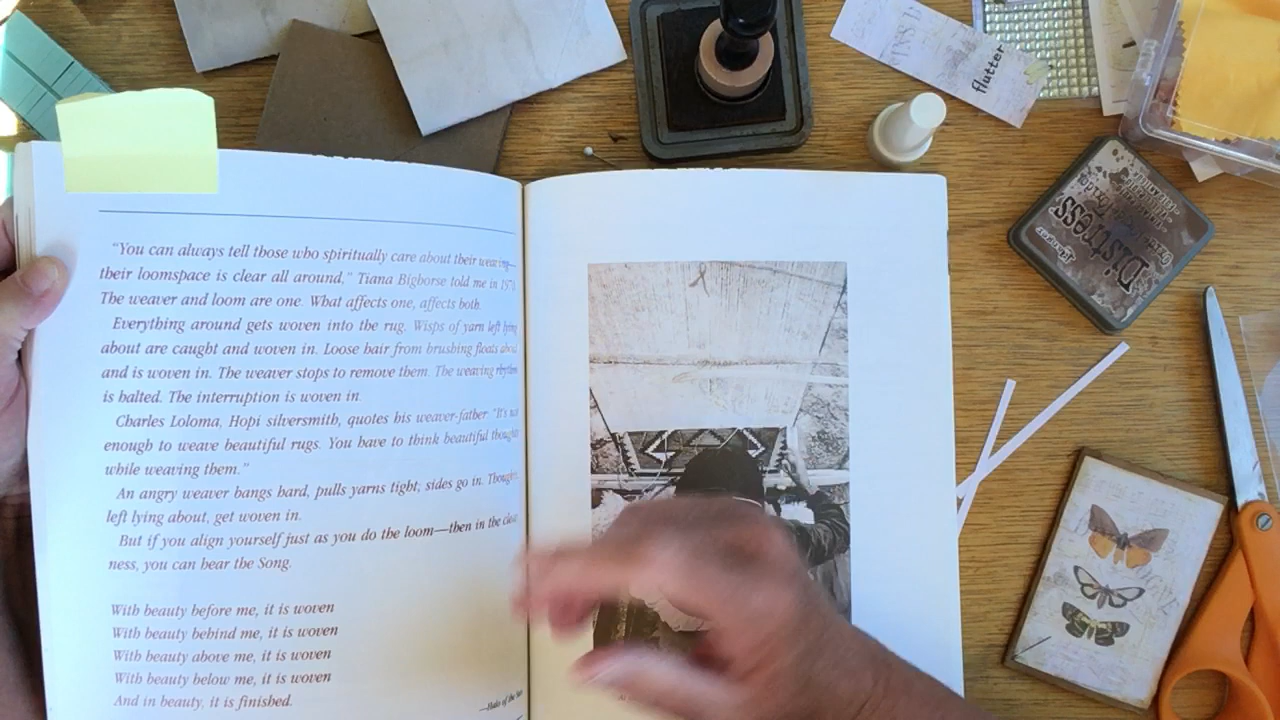 "You can always tell those who spiritually care about their weaving—
their loomspace is clear all around," Tiana Bighorse told me in 1971.
The weaver and loom are one. What affects one, affects both.
Everything around gets woven into the rug. Wisps of yarn left lying
about are caught and woven in. Loose hair from brushing floats about
and is woven in. The weaver stops to remove them. The weaving rhythm
is halted. The interruption is woven in.
Charles Loloma, Hopi silversmith, quotes his weaver-father: "It's not
enough to weave beautiful rugs. You have to think beautiful thoughts
while weaving them."
An angry weaver bangs hard, pulls yarns tight; sides go in. Thoughts,
left lying about, get woven in.
But if you align yourself just as you do the loom—then in the clear
ness, you can hear the Song.
With beauty before me, it is woven
With beauty behind me, it is woven
With beauty above me, it is woven
With beauty below me, it is woven
And in beauty, it is finished.
flutter
Distress